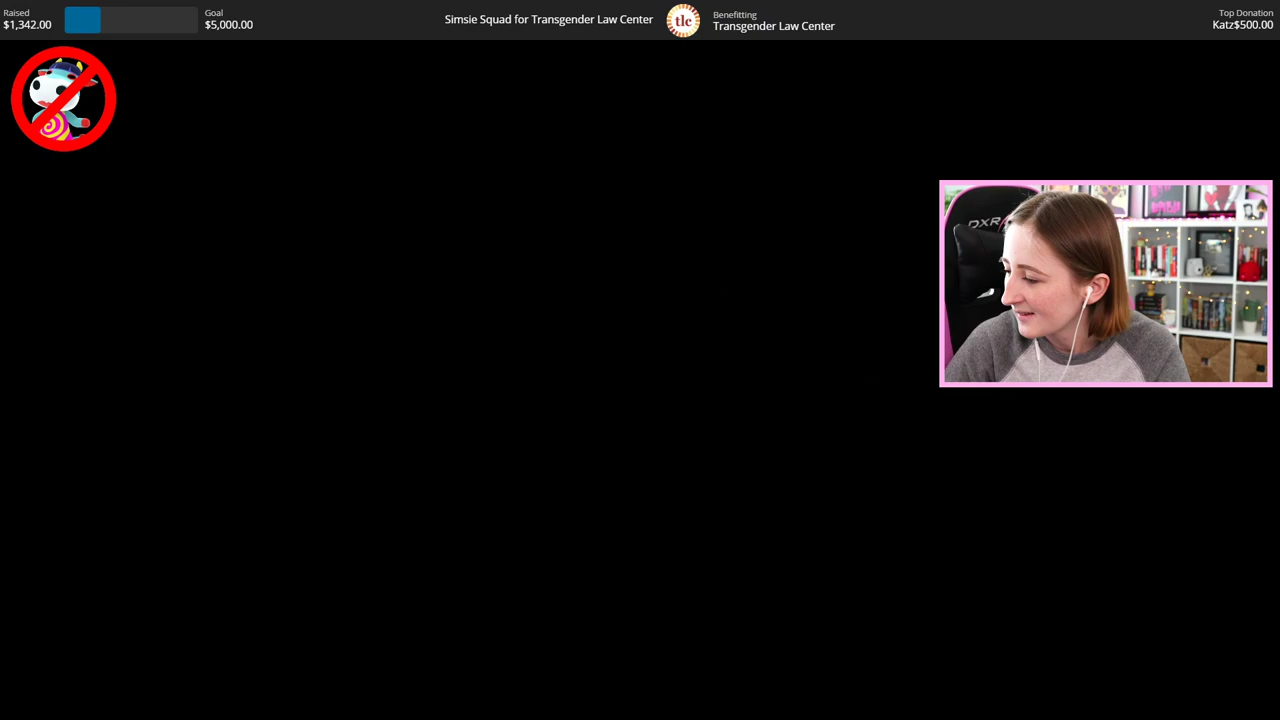 Raised
$1,342.00
Goal
$5,000.00
Simsie Squad for Transgender Law Center
tlc
Benefitting
Transgender Law Center
Top Donation
Katz$500.00
DXR